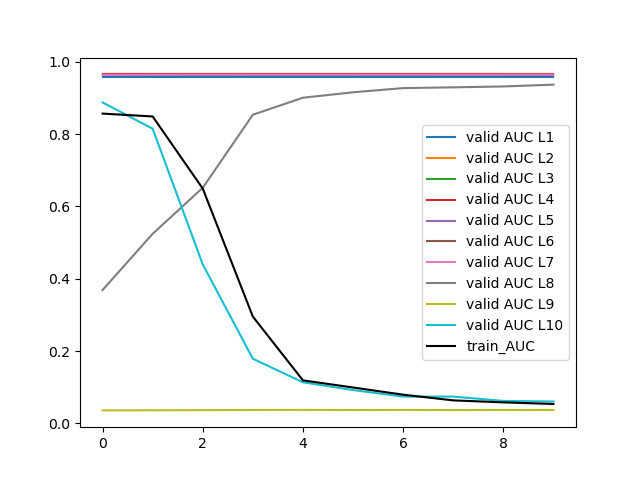 1.0
0.8
0.6
0.4
0.2
0.0
0 2 4 6 8
valid AUC L1
valid AUC L2
valid AUC L3
valid AUC L4
valid AUC L5
valid AUC L6
valid AUC L7
valid AUC L8
valid AUC L9
valid AUC L10
train_AUC